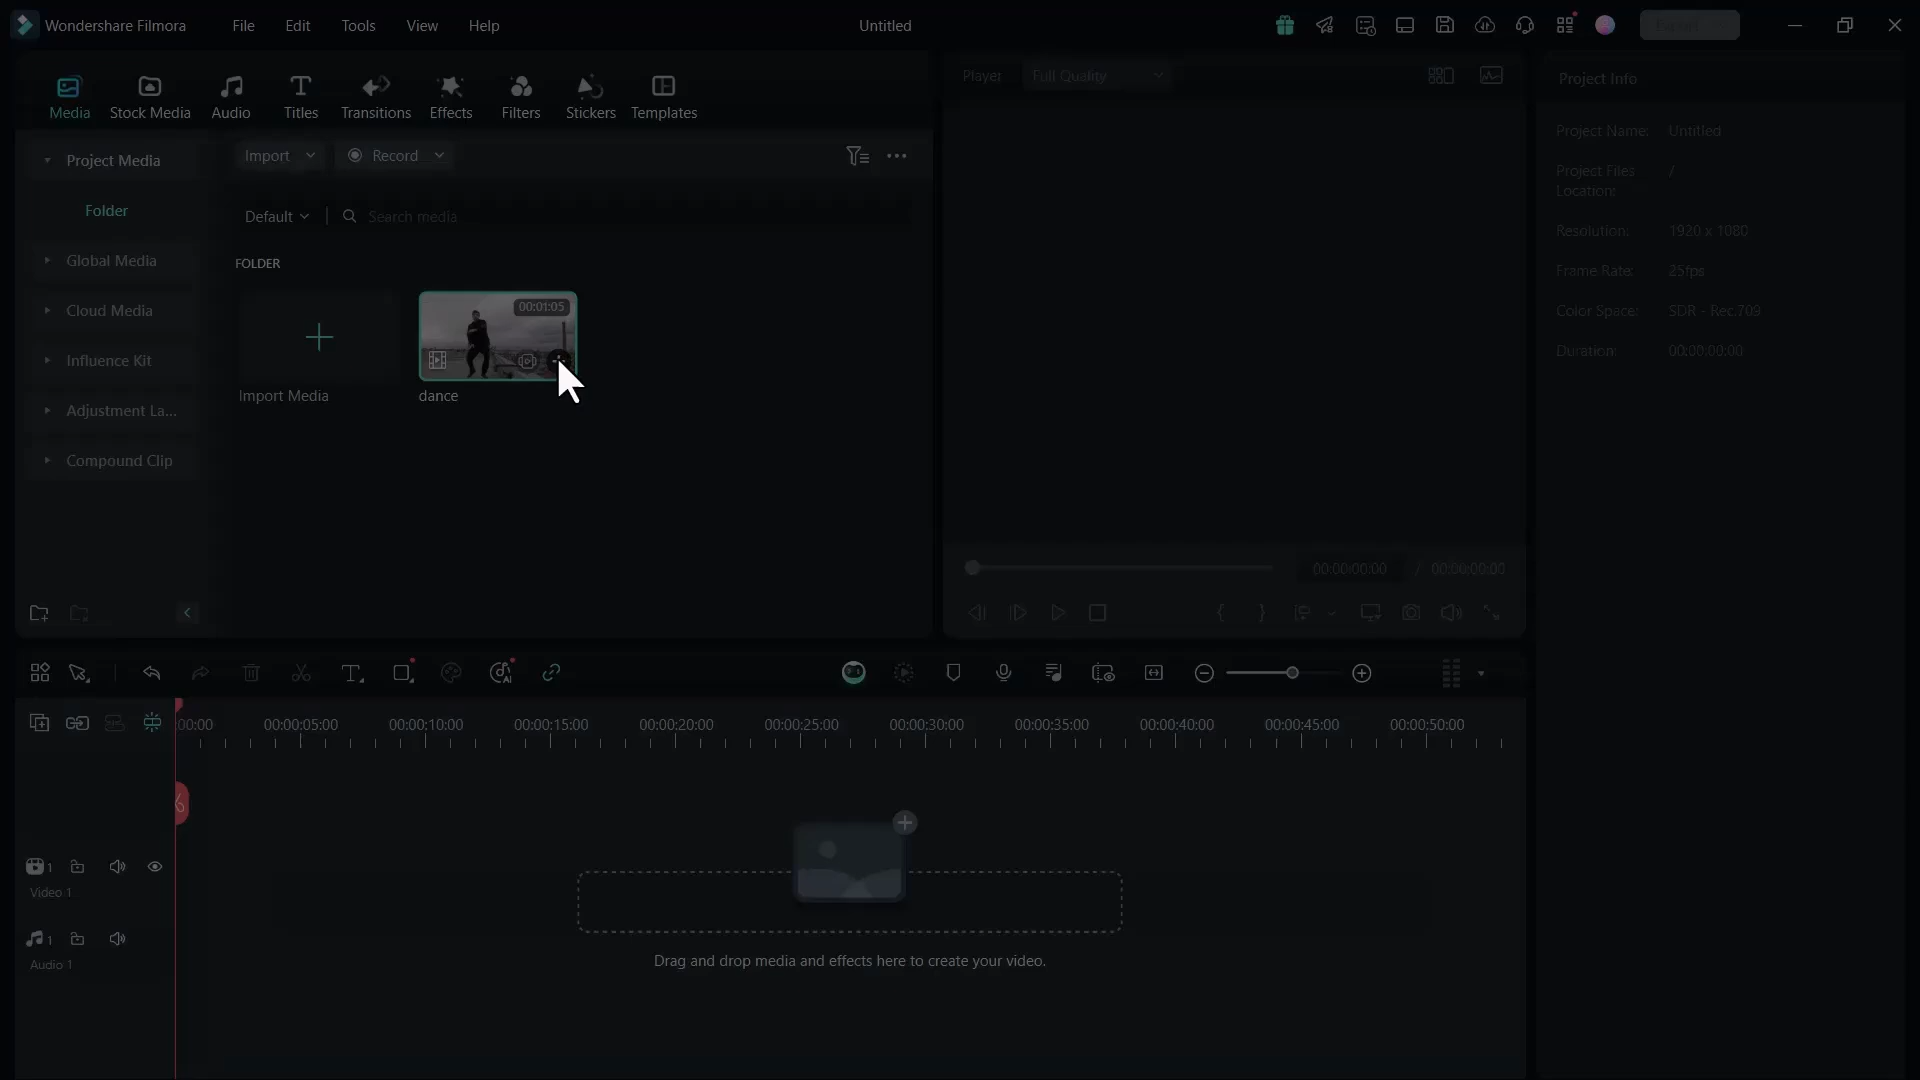 Wondershare Filmora File Edit Tools View Help Untitled
Media Stock Media Audio Titles Transitions Effects Filters Stickers Templates
Player Full Quality
Project Info
Project Media
Folder
Global Media
Cloud Media
Influence Kit
Adjustment La...
Compound Clip
Import Record
Default Search media
FOLDER
00:01:05
Import Media
dance
Project Name: Untitled
Project Files Location: /
Resolution: 1920 x 1080
Frame Rate: 25fps
Color Space: SDR - Rec.709
Duration: 00:00:00:00
00:00:00:00 / 00:00:00:00
:00:00 00:00:05:00 00:00:10:00 00:00:15:00 00:00:20:00 00:00:25:00 00:00:30:00 00:00:35:00 00:00:40:00 00:00:45:00 00:00:50:00
1
Video 1
1
Audio 1
Drag and drop media and effects here to create your video.